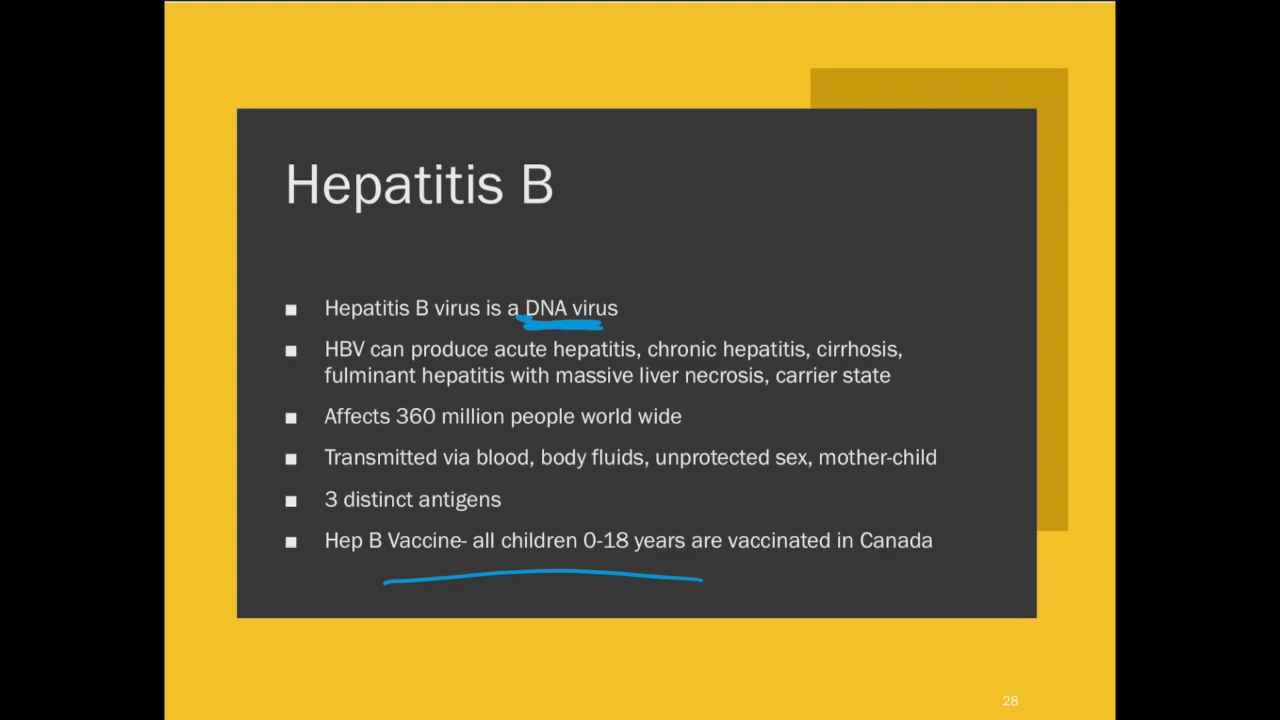 Hepatitis B
■ Hepatitis B virus is a DNA virus
■ HBV can produce acute hepatitis, chronic hepatitis, cirrhosis,
fulminant hepatitis with massive liver necrosis, carrier state
■ Affects 360 million people world wide
■ Transmitted via blood, body fluids, unprotected sex, mother-child
■ 3 distinct antigens
■ Hep B Vaccine- all children 0-18 years are vaccinated in Canada
28